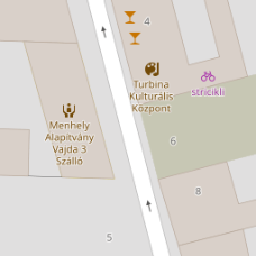 4
Turbina
Kulturális
Központ
stricikli
Menhely
Alapítvány
Vajda 3
Szálló
6
8
5